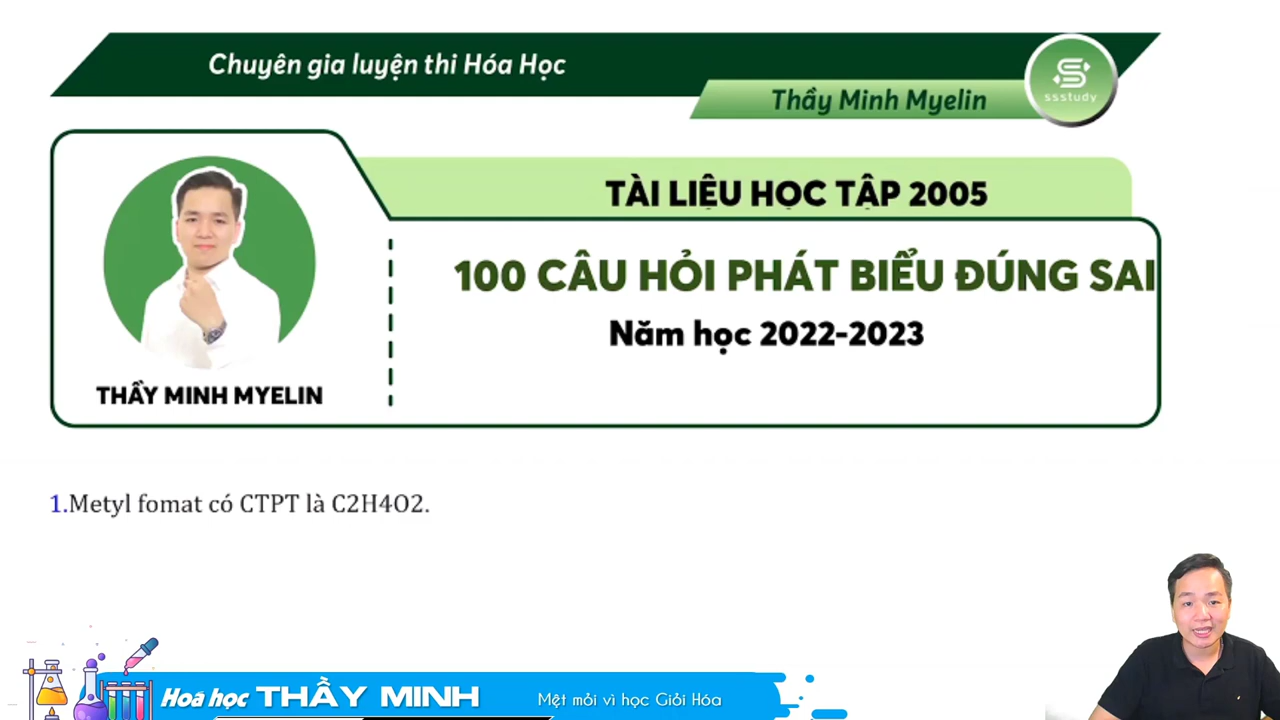 Chuyên gia luyện thi Hóa Học
ssstudy
Thầy Minh Myelin
TÀI LIỆU HỌC TẬP 2005
100 CÂU HỎI PHÁT BIỂU ĐÚNG SAI
Năm học 2022-2023
THẦY MINH MYELIN
1.Metyl fomat có CTPT là C2H4O2.
Hoá học THẦY MINH
Mệt mỏi vì học Giỏi Hóa